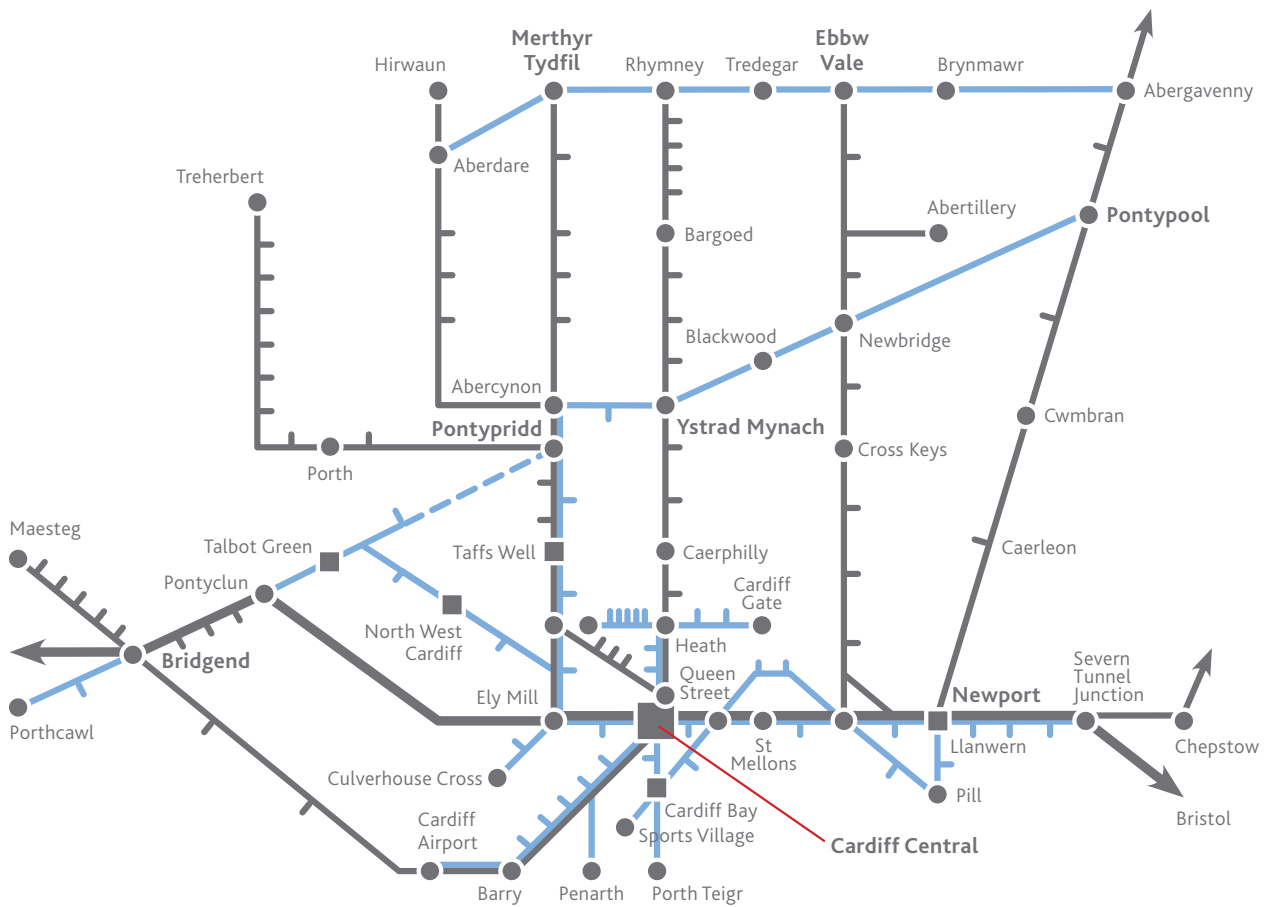 Merthyr
Tydfil
Ebbw
Vale
Hirwaun
Rhymney
Tredegar
Brynmawr
Abergavenny
Aberdare
Treherbert
Abertillery
Pontypool
Bargoed
Blackwood
Newbridge
Abercynon
Cwmbran
Pontypridd
Ystrad Mynach
Cross Keys
Porth
Maesteg
Talbot Green
Taffs Well
Caerphilly
Caerleon
Pontyclun
Cardiff
Gate
North West
Cardiff
Heath
Bridgend
Queen
Street
Severn
Tunnel
Junction
Ely Mill
Newport
Porthcawl
St
Mellons
Llanwern
Chepstow
Culverhouse Cross
Pill
Cardiff
Airport
Cardiff Bay
Sports Village
Bristol
Cardiff Central
Barry
Penarth
Porth Teigr